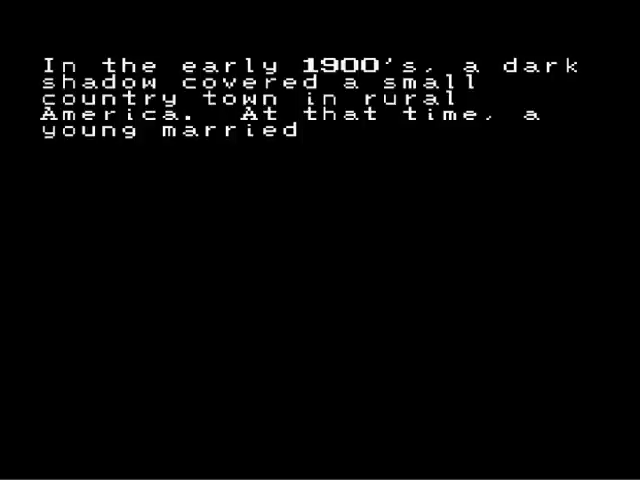 In the early 1900's, a dark
shadow covered a small
country town in rural
America.  At that time, a
young married